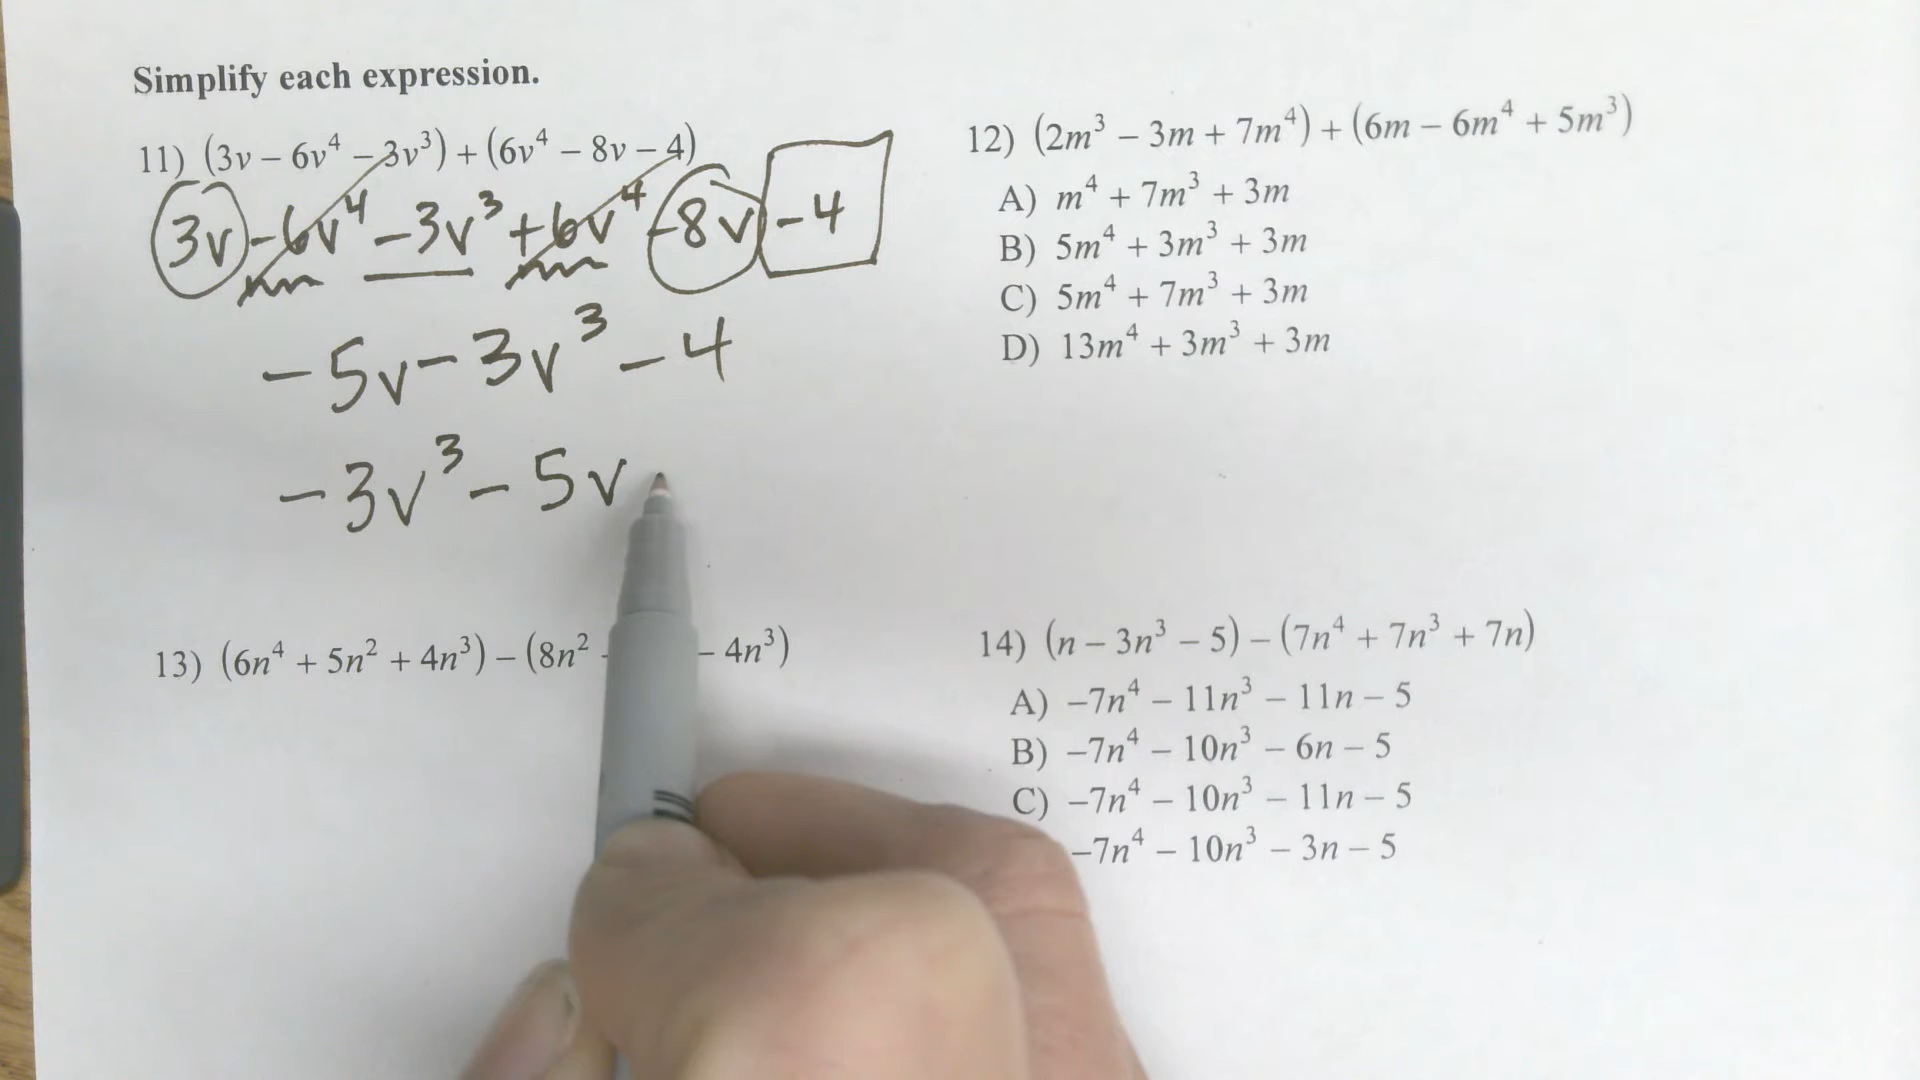 Simplify each expression.
11) (3v − 6v⁴ − 3v³) + (6v⁴ − 8v − 4)
3v − 6v⁴ − 3v³ + 6v⁴ − 8v − 4
− 5v − 3v³ − 4
− 3v³ − 5v
12) (2m³ − 3m + 7m⁴) + (6m − 6m⁴ + 5m³)
A) m⁴ + 7m³ + 3m
B) 5m⁴ + 3m³ + 3m
C) 5m⁴ + 7m³ + 3m
D) 13m⁴ + 3m³ + 3m
13) (6n⁴ + 5n² + 4n³) − (8n² − 4n³)
14) (n − 3n³ − 5) − (7n⁴ + 7n³ + 7n)
A) −7n⁴ − 11n³ − 11n − 5
B) −7n⁴ − 10n³ − 6n − 5
C) −7n⁴ − 10n³ − 11n − 5
−7n⁴ − 10n³ − 3n − 5